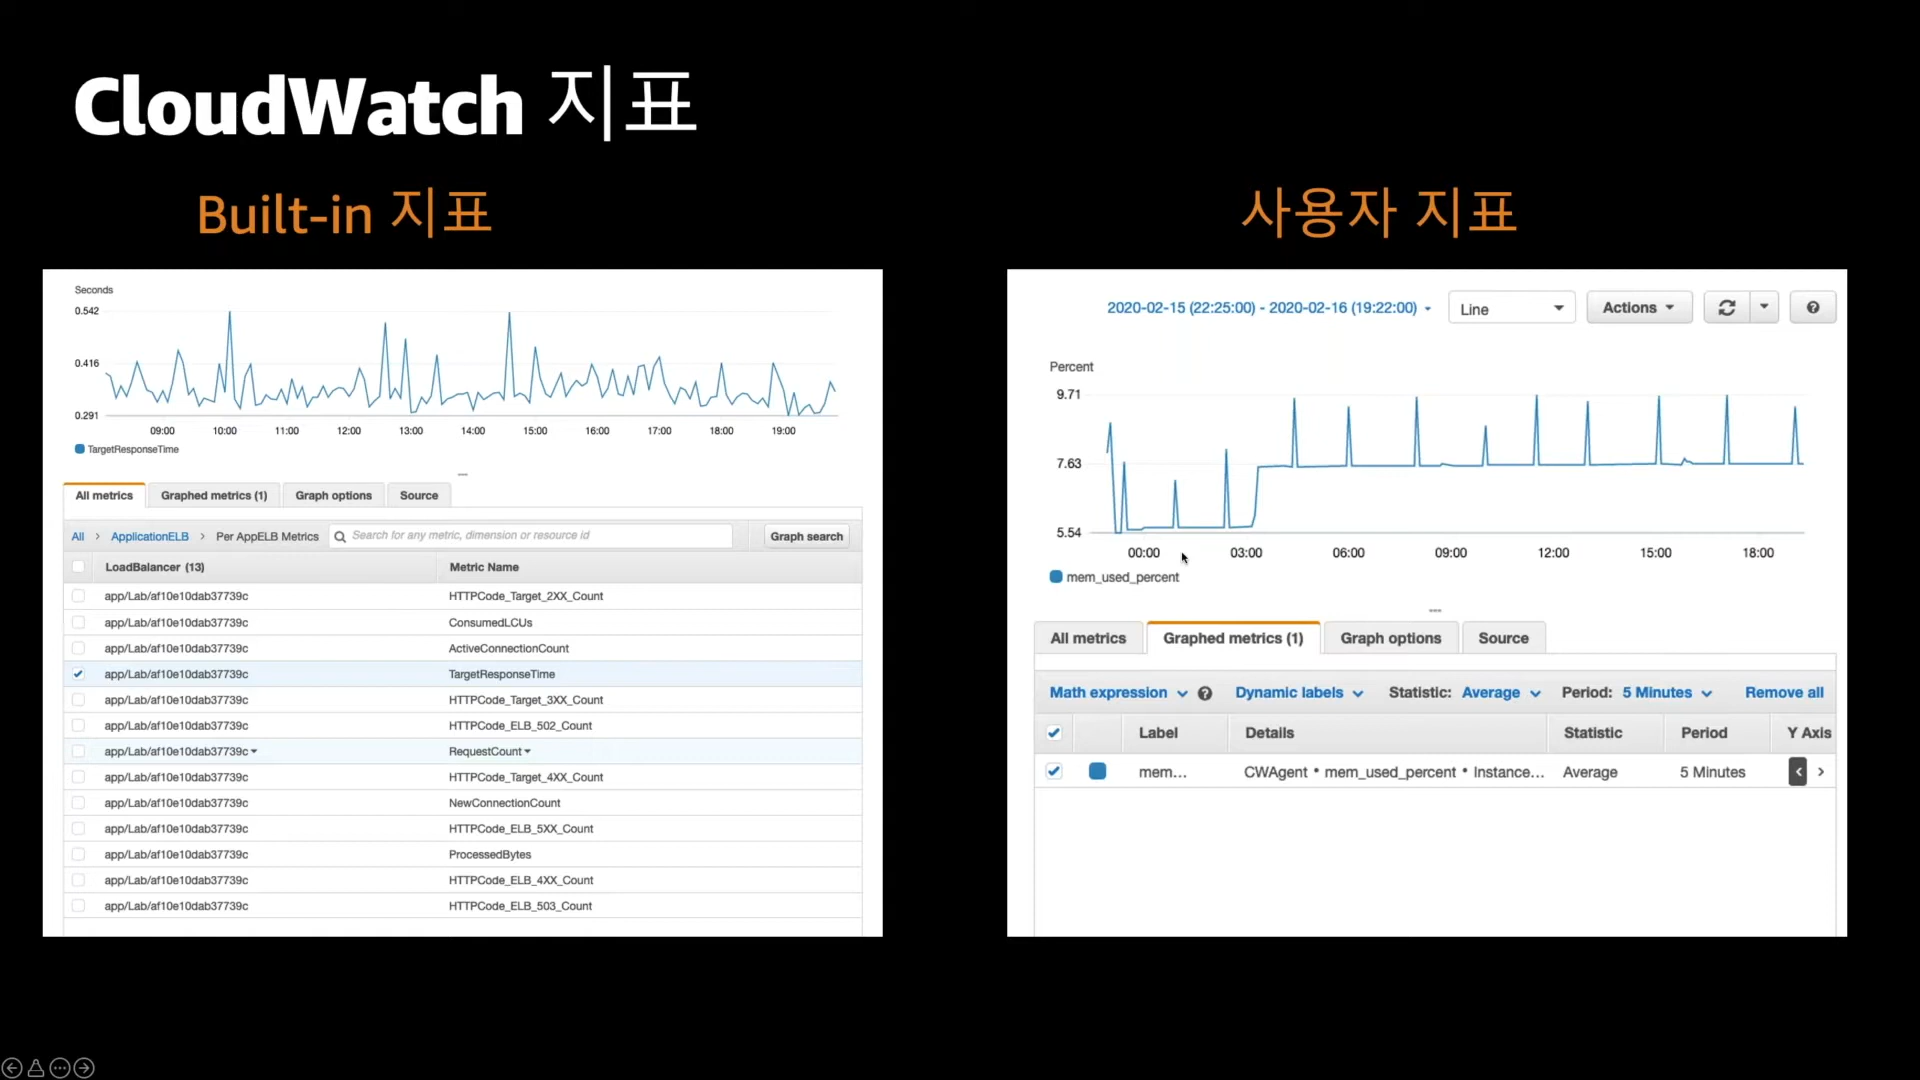 CloudWatch 지표
Built-in 지표
Seconds
0.542
0.416
0.291
09:00 10:00 11:00 12:00 13:00 14:00 15:00 16:00 17:00 18:00 19:00
TargetResponseTime
All metrics Graphed metrics (1) Graph options Source
All > ApplicationELB > Per AppELB Metrics Search for any metric, dimension or resource id Graph search
LoadBalancer (13) Metric Name
app/Lab/af10e10dab37739c HTTPCode_Target_2XX_Count
app/Lab/af10e10dab37739c ConsumedLCUs
app/Lab/af10e10dab37739c ActiveConnectionCount
app/Lab/af10e10dab37739c TargetResponseTime
app/Lab/af10e10dab37739c HTTPCode_Target_3XX_Count
app/Lab/af10e10dab37739c HTTPCode_ELB_502_Count
app/Lab/af10e10dab37739c RequestCount
app/Lab/af10e10dab37739c HTTPCode_Target_4XX_Count
app/Lab/af10e10dab37739c NewConnectionCount
app/Lab/af10e10dab37739c HTTPCode_ELB_5XX_Count
app/Lab/af10e10dab37739c ProcessedBytes
app/Lab/af10e10dab37739c HTTPCode_ELB_4XX_Count
app/Lab/af10e10dab37739c HTTPCode_ELB_503_Count
사용자 지표
2020-02-15 (22:25:00) - 2020-02-16 (19:22:00) Line Actions ?
Percent
9.71
7.63
5.54
00:00 03:00 06:00 09:00 12:00 15:00 18:00
mem_used_percent
All metrics Graphed metrics (1) Graph options Source
Math expression ? Dynamic labels Statistic: Average Period: 5 Minutes Remove all
Label Details Statistic Period Y Axis
mem... CWAgent • mem_used_percent • Instance... Average 5 Minutes < >